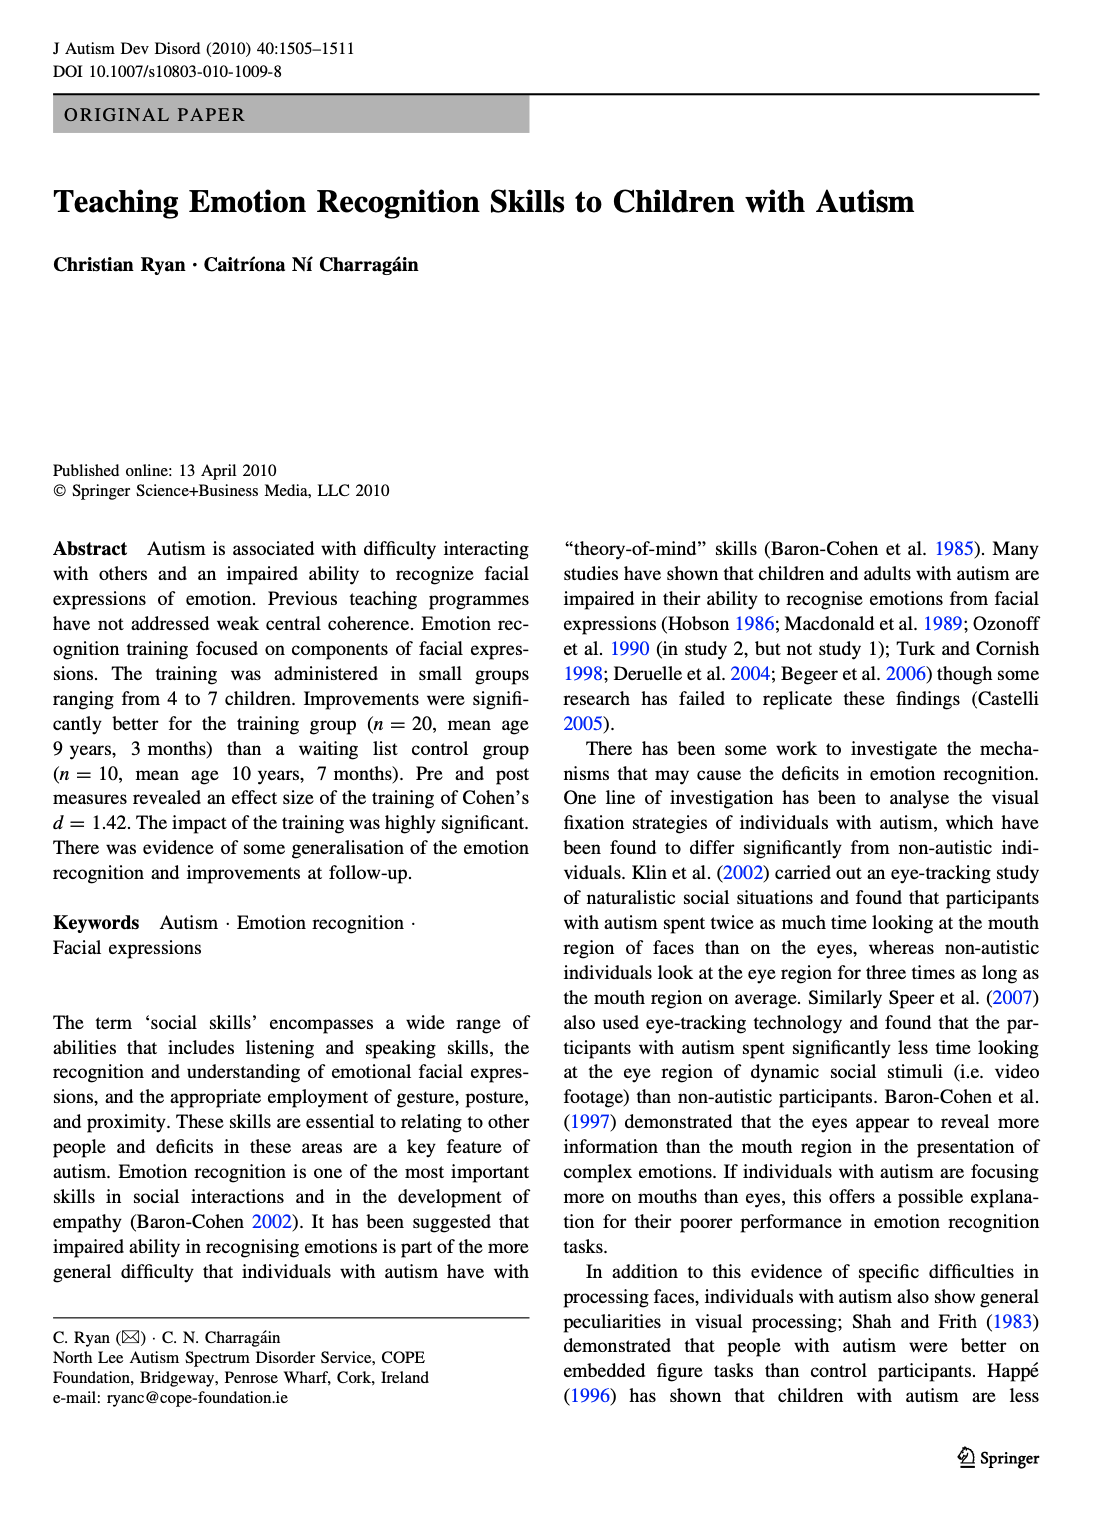 J Autism Dev Disord (2010) 40:1505–1511
DOI 10.1007/s10803-010-1009-8
ORIGINAL PAPER
Teaching Emotion Recognition Skills to Children with Autism
Christian Ryan · Caitríona Ní Charragáin
Published online: 13 April 2010
© Springer Science+Business Media, LLC 2010
Abstract Autism is associated with difficulty interacting
with others and an impaired ability to recognize facial
expressions of emotion. Previous teaching programmes
have not addressed weak central coherence. Emotion rec-
ognition training focused on components of facial expres-
sions. The training was administered in small groups
ranging from 4 to 7 children. Improvements were signifi-
cantly better for the training group (n = 20, mean age
9 years, 3 months) than a waiting list control group
(n = 10, mean age 10 years, 7 months). Pre and post
measures revealed an effect size of the training of Cohen's
d = 1.42. The impact of the training was highly significant.
There was evidence of some generalisation of the emotion
recognition and improvements at follow-up.
Keywords Autism · Emotion recognition ·
Facial expressions
The term 'social skills' encompasses a wide range of
abilities that includes listening and speaking skills, the
recognition and understanding of emotional facial expres-
sions, and the appropriate employment of gesture, posture,
and proximity. These skills are essential to relating to other
people and deficits in these areas are a key feature of
autism. Emotion recognition is one of the most important
skills in social interactions and in the development of
empathy (Baron-Cohen 2002). It has been suggested that
impaired ability in recognising emotions is part of the more
general difficulty that individuals with autism have with
C. Ryan (✉) · C. N. Charragáin
North Lee Autism Spectrum Disorder Service, COPE
Foundation, Bridgeway, Penrose Wharf, Cork, Ireland
e-mail: ryanc@cope-foundation.ie
"theory-of-mind" skills (Baron-Cohen et al. 1985). Many
studies have shown that children and adults with autism are
impaired in their ability to recognise emotions from facial
expressions (Hobson 1986; Macdonald et al. 1989; Ozonoff
et al. 1990 (in study 2, but not study 1); Turk and Cornish
1998; Deruelle et al. 2004; Begeer et al. 2006) though some
research has failed to replicate these findings (Castelli
2005).
There has been some work to investigate the mecha-
nisms that may cause the deficits in emotion recognition.
One line of investigation has been to analyse the visual
fixation strategies of individuals with autism, which have
been found to differ significantly from non-autistic indi-
viduals. Klin et al. (2002) carried out an eye-tracking study
of naturalistic social situations and found that participants
with autism spent twice as much time looking at the mouth
region of faces than on the eyes, whereas non-autistic
individuals look at the eye region for three times as long as
the mouth region on average. Similarly Speer et al. (2007)
also used eye-tracking technology and found that the par-
ticipants with autism spent significantly less time looking
at the eye region of dynamic social stimuli (i.e. video
footage) than non-autistic participants. Baron-Cohen et al.
(1997) demonstrated that the eyes appear to reveal more
information than the mouth region in the presentation of
complex emotions. If individuals with autism are focusing
more on mouths than eyes, this offers a possible explana-
tion for their poorer performance in emotion recognition
tasks.
In addition to this evidence of specific difficulties in
processing faces, individuals with autism also show general
peculiarities in visual processing; Shah and Frith (1983)
demonstrated that people with autism were better on
embedded figure tasks than control participants. Happé
(1996) has shown that children with autism are less
Springer